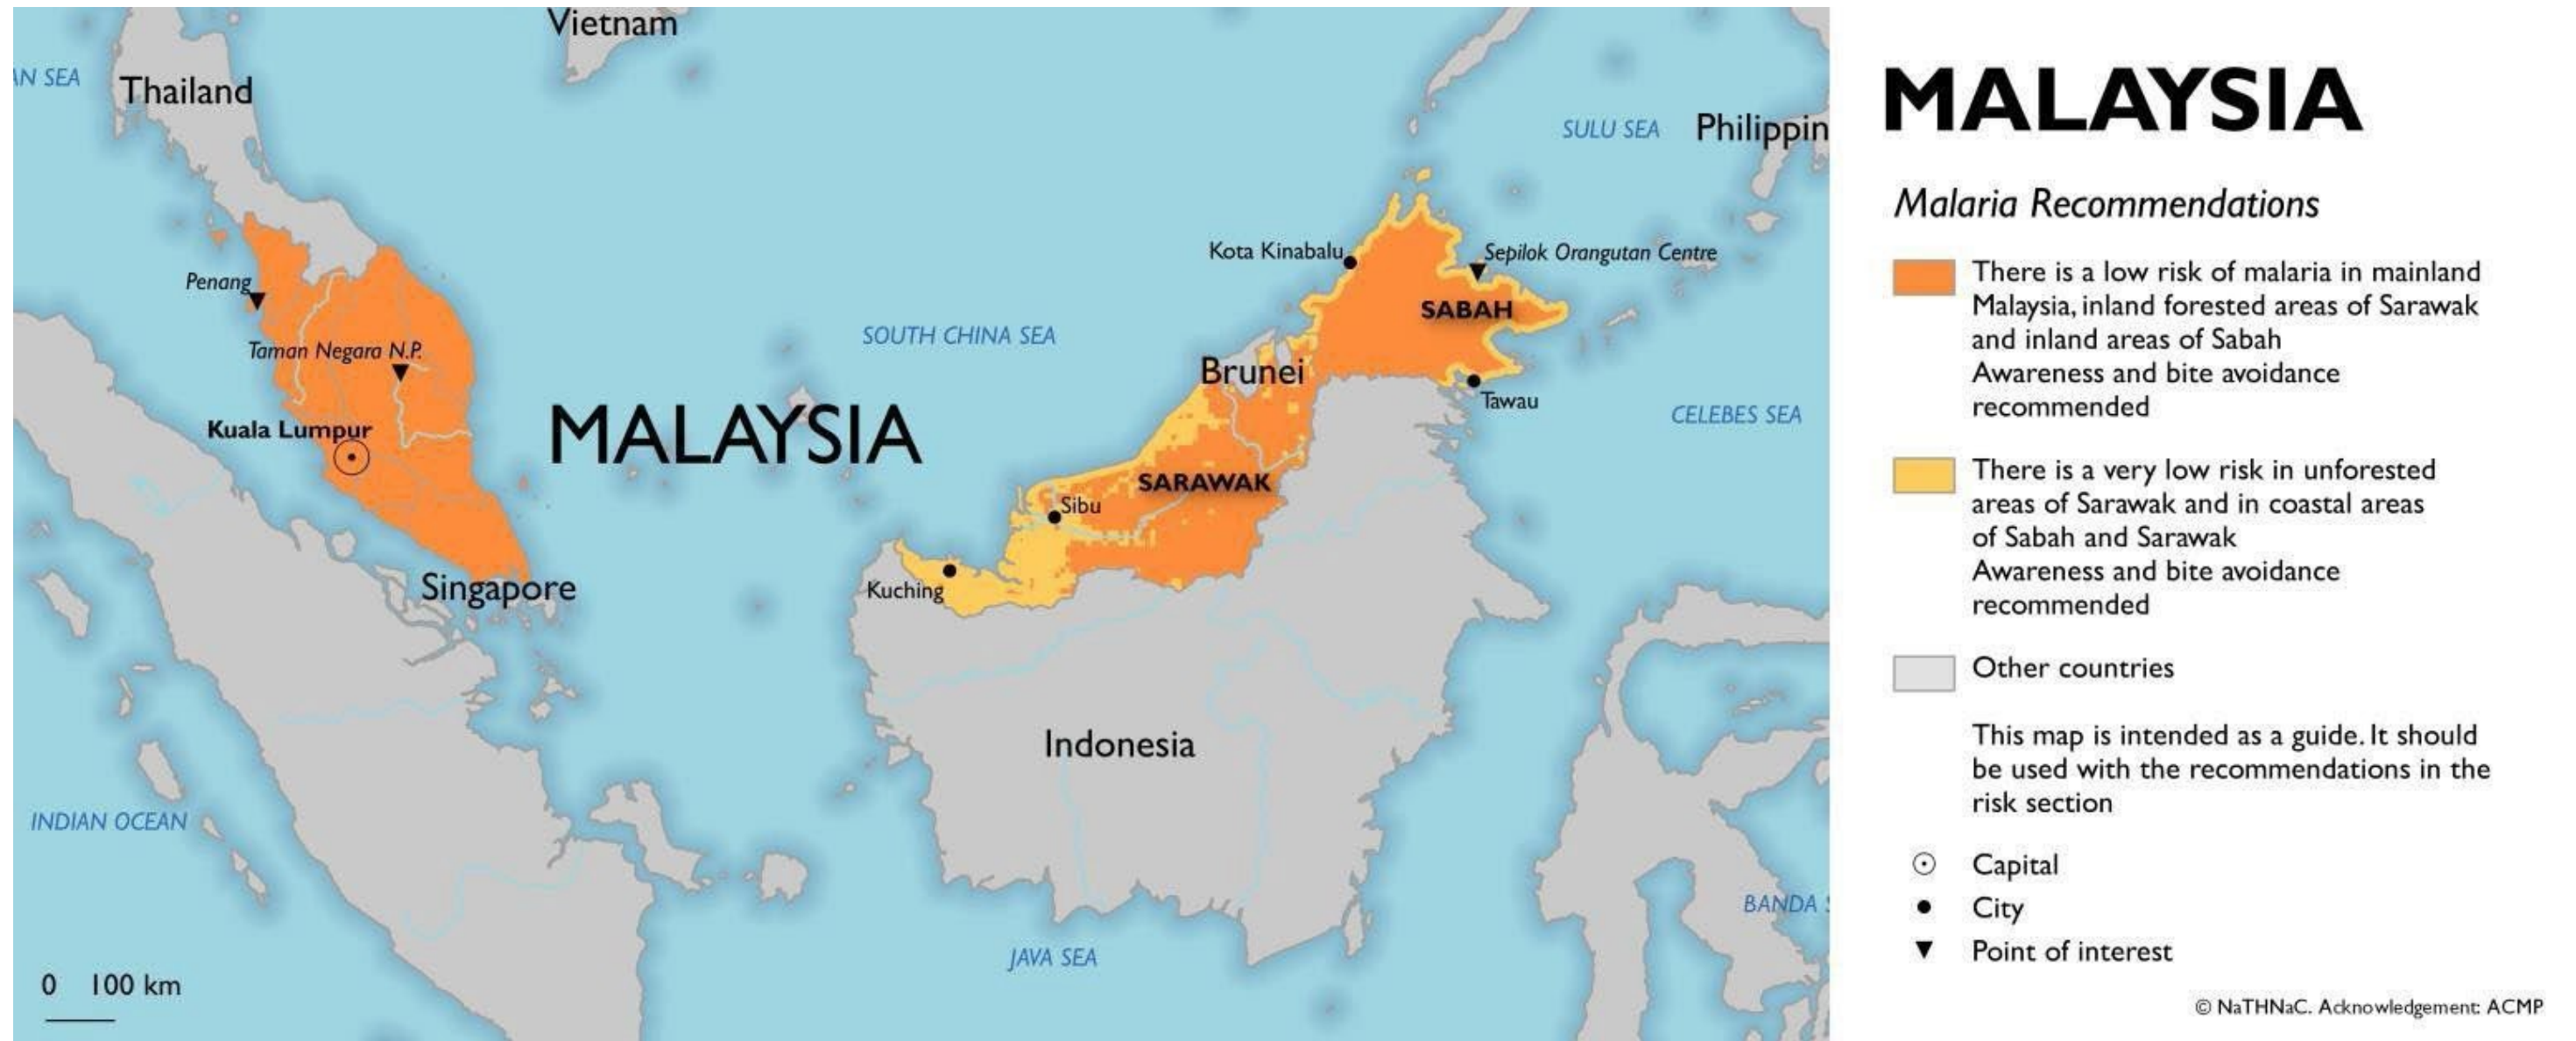 Vietnam
AN SEA
Thailand
SULU SEA
Philippin
Kota Kinabalu
Sepilok Orangutan Centre
Penang
SABAH
SOUTH CHINA SEA
Taman Negara N.P.
Brunei
Tawau
CELEBES SEA
MALAYSIA
Kuala Lumpur
SARAWAK
Sibu
Singapore
Kuching
Indonesia
INDIAN OCEAN
BANDA S
JAVA SEA
0 100 km
MALAYSIA
Malaria Recommendations
There is a low risk of malaria in mainland
Malaysia, inland forested areas of Sarawak
and inland areas of Sabah
Awareness and bite avoidance
recommended
There is a very low risk in unforested
areas of Sarawak and in coastal areas
of Sabah and Sarawak
Awareness and bite avoidance
recommended
Other countries
This map is intended as a guide. It should
be used with the recommendations in the
risk section
Capital
City
Point of interest
© NaTHNaC. Acknowledgement: ACMP